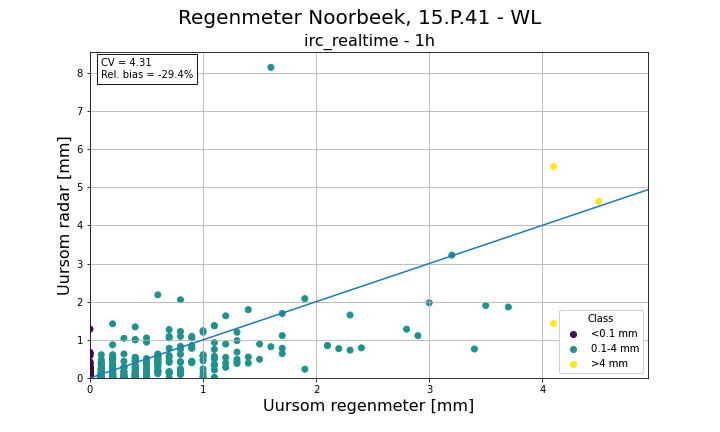 Regenmeter Noorbeek, 15.P.41 - WL
irc_realtime - 1h
CV = 4.31
Rel. bias = -29.4%
Uursom radar [mm]
8
7
6
5
4
3
2
1
0
0
1
2
3
4
Uursom regenmeter [mm]
Class
<0.1 mm
0.1-4 mm
>4 mm